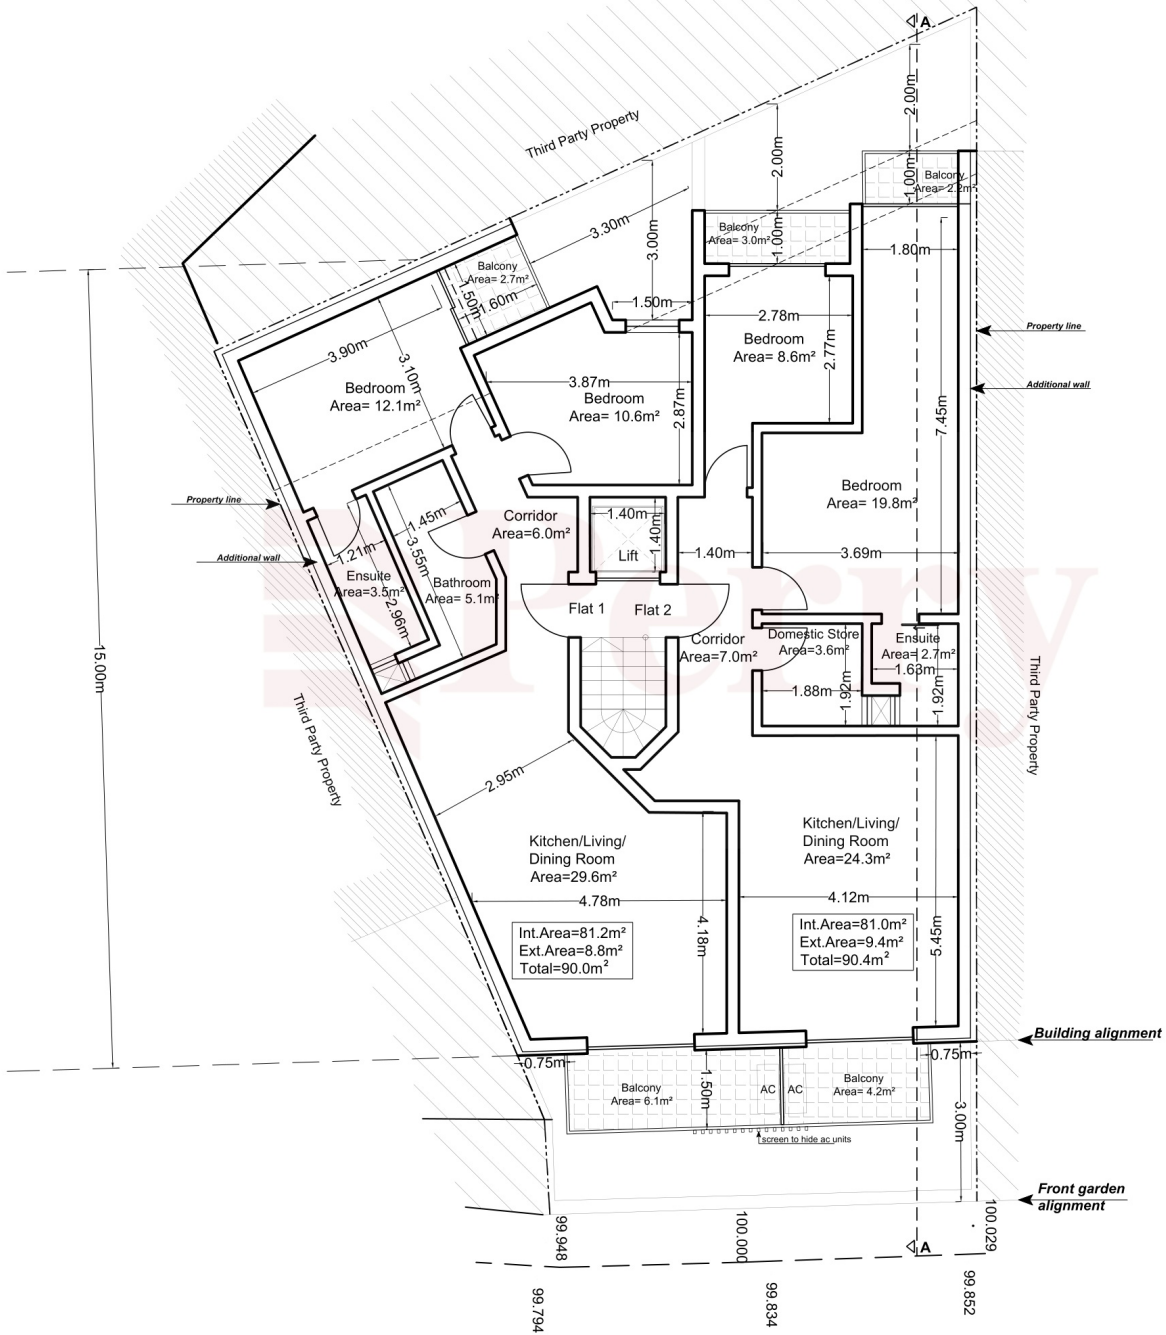 A
2.00m
Third Party Property
2.00m
1.00m
Balcony
Area= 2.2m²
3.30m
3.00m
Balcony
Area= 3.0m²
1.00m
1.80m
Balcony
Area= 2.7m²
1.50m
1.60m
1.50m
2.78m
Property line
3.90m
3.10m
Bedroom
Area= 8.6m²
2.77m
3.87m
Bedroom
Area= 12.1m²
Bedroom
Area= 10.6m²
2.87m
Additional wall
7.45m
Property line
Bedroom
Area= 19.8m²
1.45m
Corridor
Area=6.0m²
1.40m
1.40m
Lift
1.40m
3.69m
Additional wall
1.21m
3.55m
Ensuite
Area=3.5m²
2.96m
Bathroom
Area= 5.1m²
Perry
Flat 1
Flat 2
Corridor
Area=7.0m²
Domestic Store
Area=3.6m²
Ensuite
Area= 2.7m²
1.63m
1.88m
1.92m
1.92m
15.00m
Third Party Property
Third Party Property
2.95m
Kitchen/Living/
Dining Room
Area=29.6m²
4.78m
Int.Area=81.2m²
Ext.Area=8.8m²
Total=90.0m²
4.18m
Kitchen/Living/
Dining Room
Area=24.3m²
4.12m
Int.Area=81.0m²
Ext.Area=9.4m²
Total=90.4m²
5.45m
Building alignment
0.75m
0.75m
Balcony
Area= 6.1m²
1.50m
AC
AC
Balcony
Area= 4.2m²
3.00m
screen to hide ac units
Front garden
alignment
99.948
100.000
A
100.029
99.794
99.834
99.852